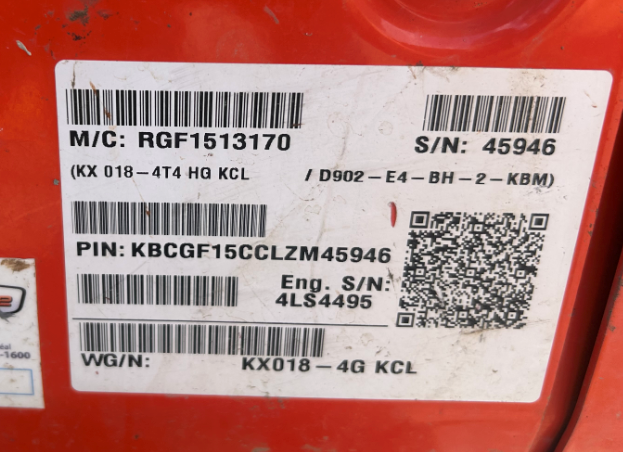 M/C: RGF1513170 S/N: 45946
(KX 018-4T4 HG KCL / D902-E4-BH-2-KBM)
PIN: KBCGF15CCLZM45946
Eng. S/N:
4LS4495
WG/N: KX018-4G KCL
-1600